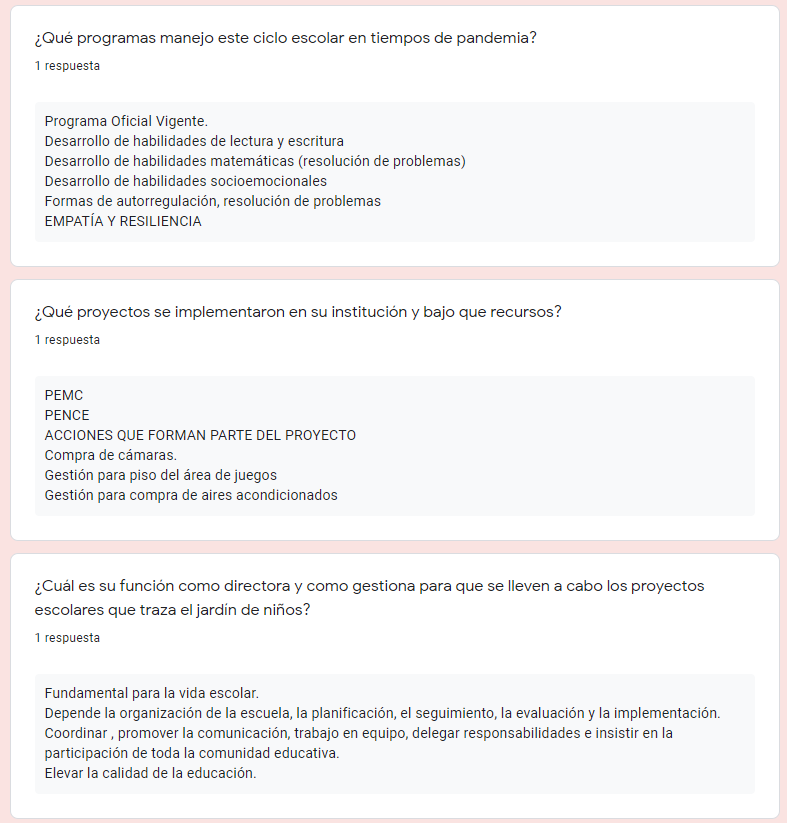 ¿Qué programas manejo este ciclo escolar en tiempos de pandemia?
1 respuesta
Programa Oficial Vigente.
Desarrollo de habilidades de lectura y escritura
Desarrollo de habilidades matemáticas (resolución de problemas)
Desarrollo de habilidades socioemocionales
Formas de autorregulación, resolución de problemas
EMPATÍA Y RESILIENCIA
¿Qué proyectos se implementaron en su institución y bajo que recursos?
1 respuesta
PEMC
PENCE
ACCIONES QUE FORMAN PARTE DEL PROYECTO
Compra de cámaras.
Gestión para piso del área de juegos
Gestión para compra de aires acondicionados
¿Cuál es su función como directora y como gestiona para que se lleven a cabo los proyectos
escolares que traza el jardín de niños?
1 respuesta
Fundamental para la vida escolar.
Depende la organización de la escuela, la planificación, el seguimiento, la evaluación y la implementación.
Coordinar , promover la comunicación, trabajo en equipo, delegar responsabilidades e insistir en la
participación de toda la comunidad educativa.
Elevar la calidad de la educación.